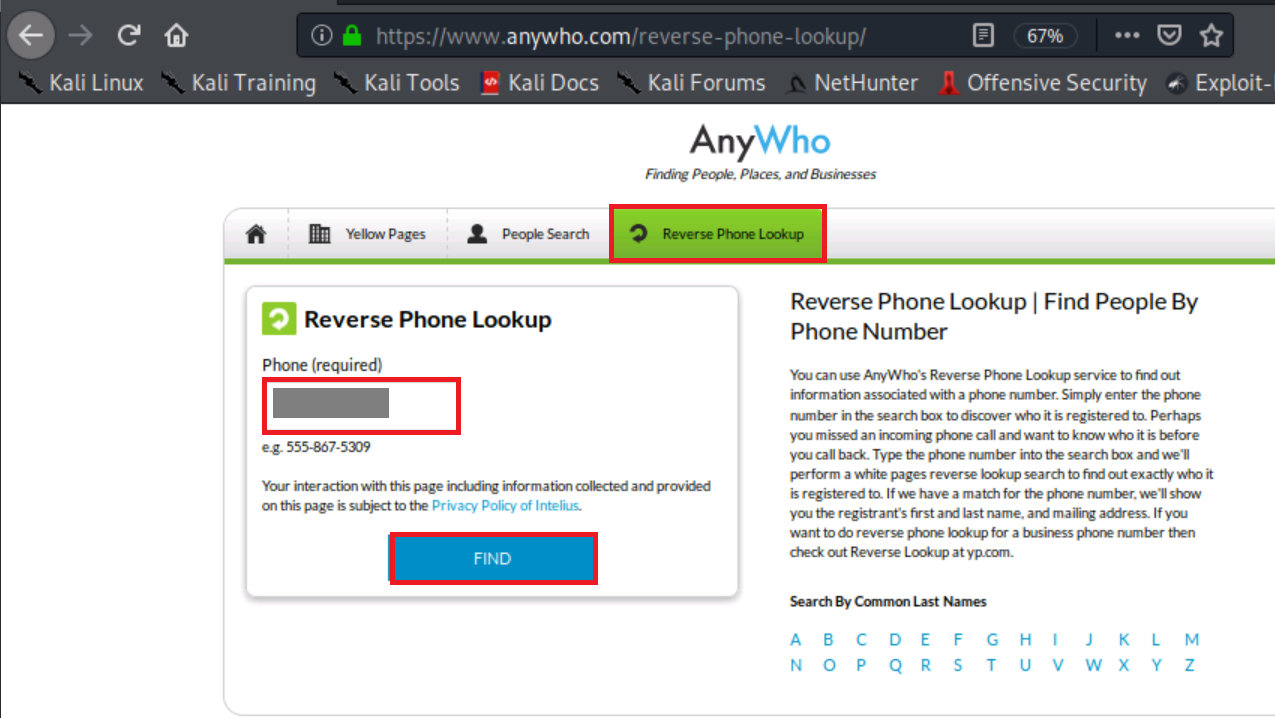 https://www.anywho.com/reverse-phone-lookup/ 67%
Kali Linux Kali Training Kali Tools Kali Docs Kali Forums NetHunter Offensive Security Exploit-
AnyWho
Finding People, Places, and Businesses
Yellow Pages People Search Reverse Phone Lookup
Reverse Phone Lookup
Phone (required)
e.g. 555-867-5309
Your interaction with this page including information collected and provided
on this page is subject to the Privacy Policy of Intelius.
FIND
Reverse Phone Lookup | Find People By
Phone Number
You can use AnyWho's Reverse Phone Lookup service to find out
information associated with a phone number. Simply enter the phone
number in the search box to discover who it is registered to. Perhaps
you missed an incoming phone call and want to know who it is before
you call back. Type the phone number into the search box and we'll
perform a white pages reverse lookup search to find out exactly who it
is registered to. If we have a match for the phone number, we'll show
you the registrant's first and last name, and mailing address. If you
want to do reverse phone lookup for a business phone number then
check out Reverse Lookup at yp.com.
Search By Common Last Names
A B C D E F G H I J K L M
N O P Q R S T U V W X Y Z